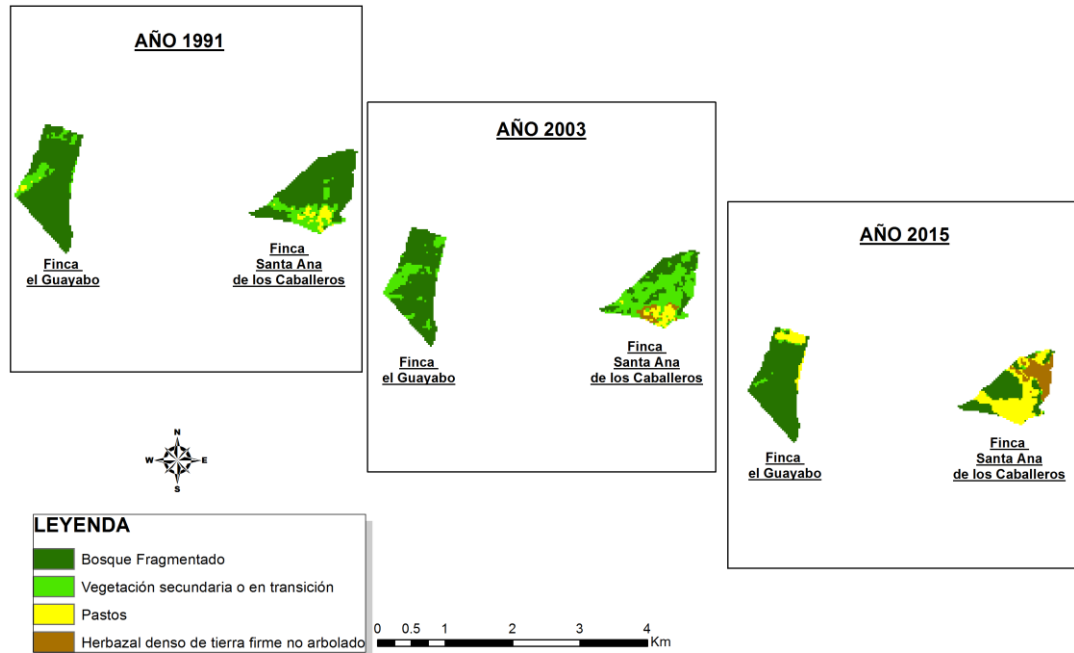 AÑO 1991
Finca
el Guayabo
Finca
Santa Ana
de los Caballeros
AÑO 2003
Finca
el Guayabo
Finca
Santa Ana
de los Caballeros
AÑO 2015
Finca
el Guayabo
Finca
Santa Ana
de los Caballeros
N
W E
S
LEYENDA
Bosque Fragmentado
Vegetación secundaria o en transición
Pastos
Herbazal denso de tierra firme no arbolado
0 0.5 1 2 3 4
Km